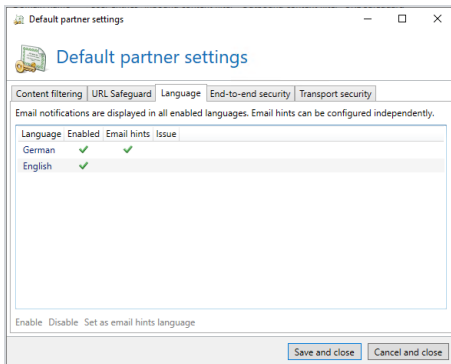 Default partner settings
Default partner settings
Content filtering URL Safeguard Language End-to-end security Transport security
Email notifications are displayed in all enabled languages. Email hints can be configured independently.
Language Enabled Email hints Issue
German
English
Enable Disable Set as email hints language
Save and close Cancel and close